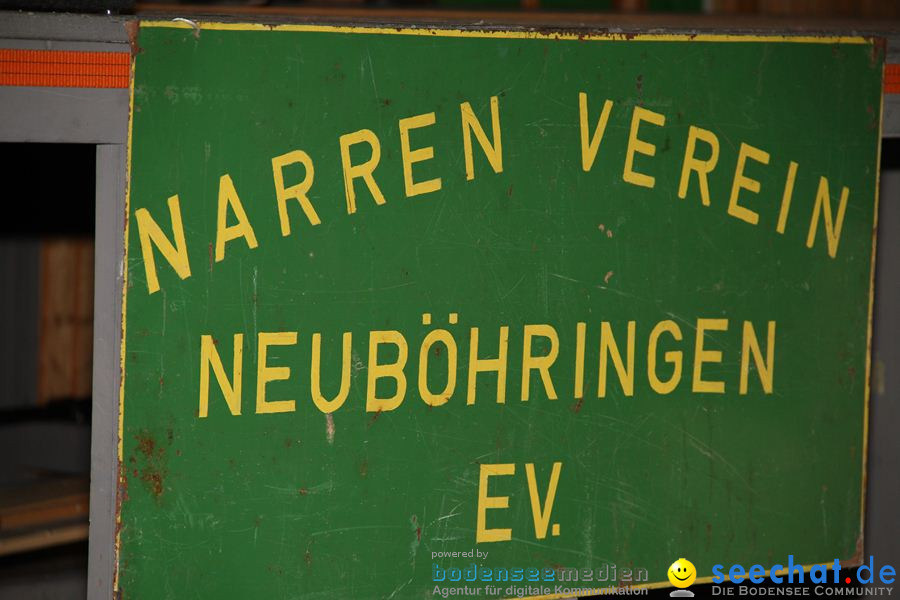 NARREN VEREIN
NEUBÖHRINGEN
EV.
powered by
bodenseemedien
Agentur für digitale Kommunikation
seechat.de
DIE BODENSEE COMMUNITY